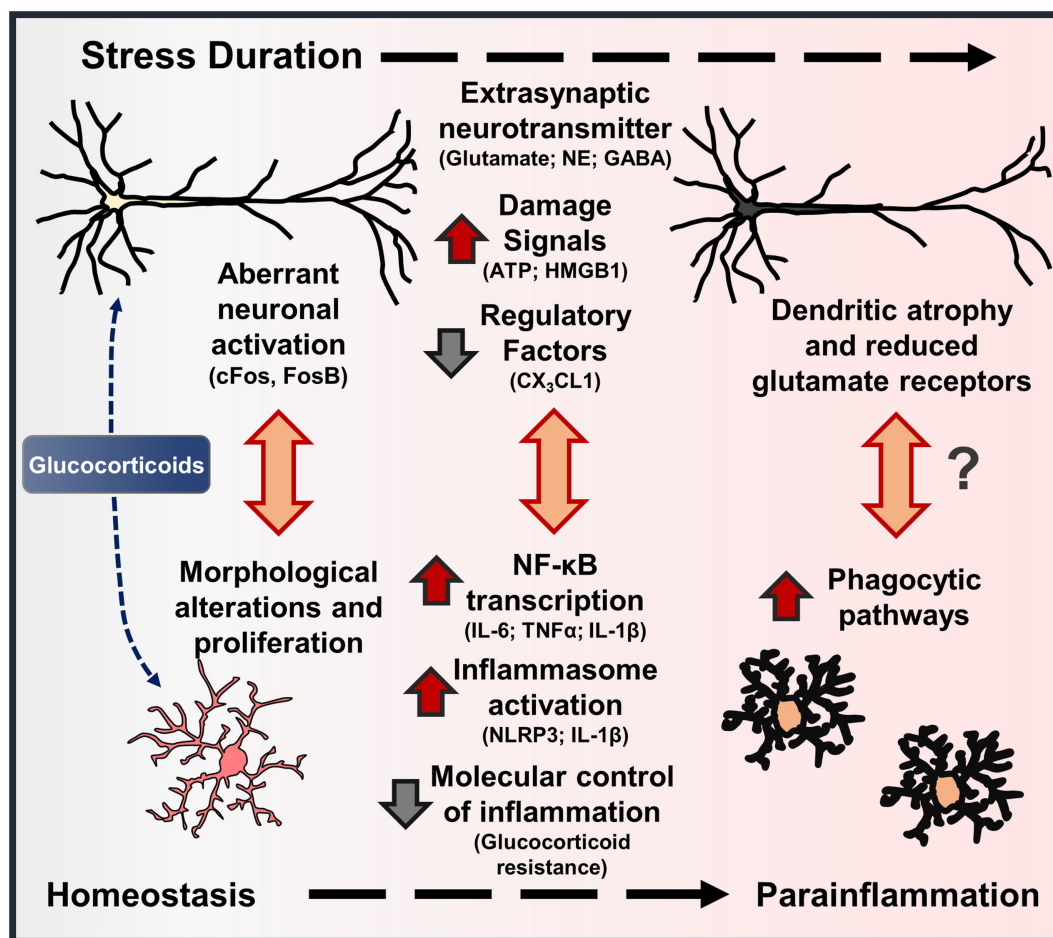 Stress Duration
Extrasynaptic
neurotransmitter
(Glutamate; NE; GABA)
Damage
Signals
(ATP; HMGB1)
Regulatory
Factors
(CX₃CL1)
Aberrant
neuronal
activation
(cFos, FosB)
Dendritic atrophy
and reduced
glutamate receptors
Glucocorticoids
?
Morphological
alterations and
proliferation
NF-κB
transcription
(IL-6; TNFα; IL-1β)
Inflammasome
activation
(NLRP3; IL-1β)
Molecular control
of inflammation
(Glucocorticoid
resistance)
Phagocytic
pathways
Homeostasis
Parainflammation